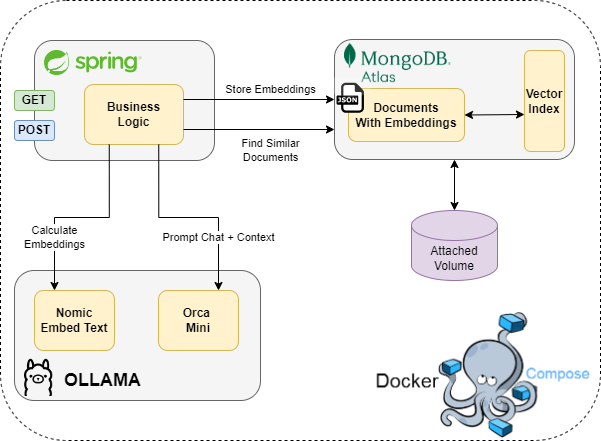 spring
MongoDB.
Atlas
GET
POST
Business
Logic
Store Embeddings
Find Similar
Documents
JSON
Documents
With Embeddings
Vector
Index
Calculate
Embeddings
Prompt Chat + Context
Attached
Volume
Nomic
Embed Text
Orca
Mini
OLLAMA
Docker
Compose